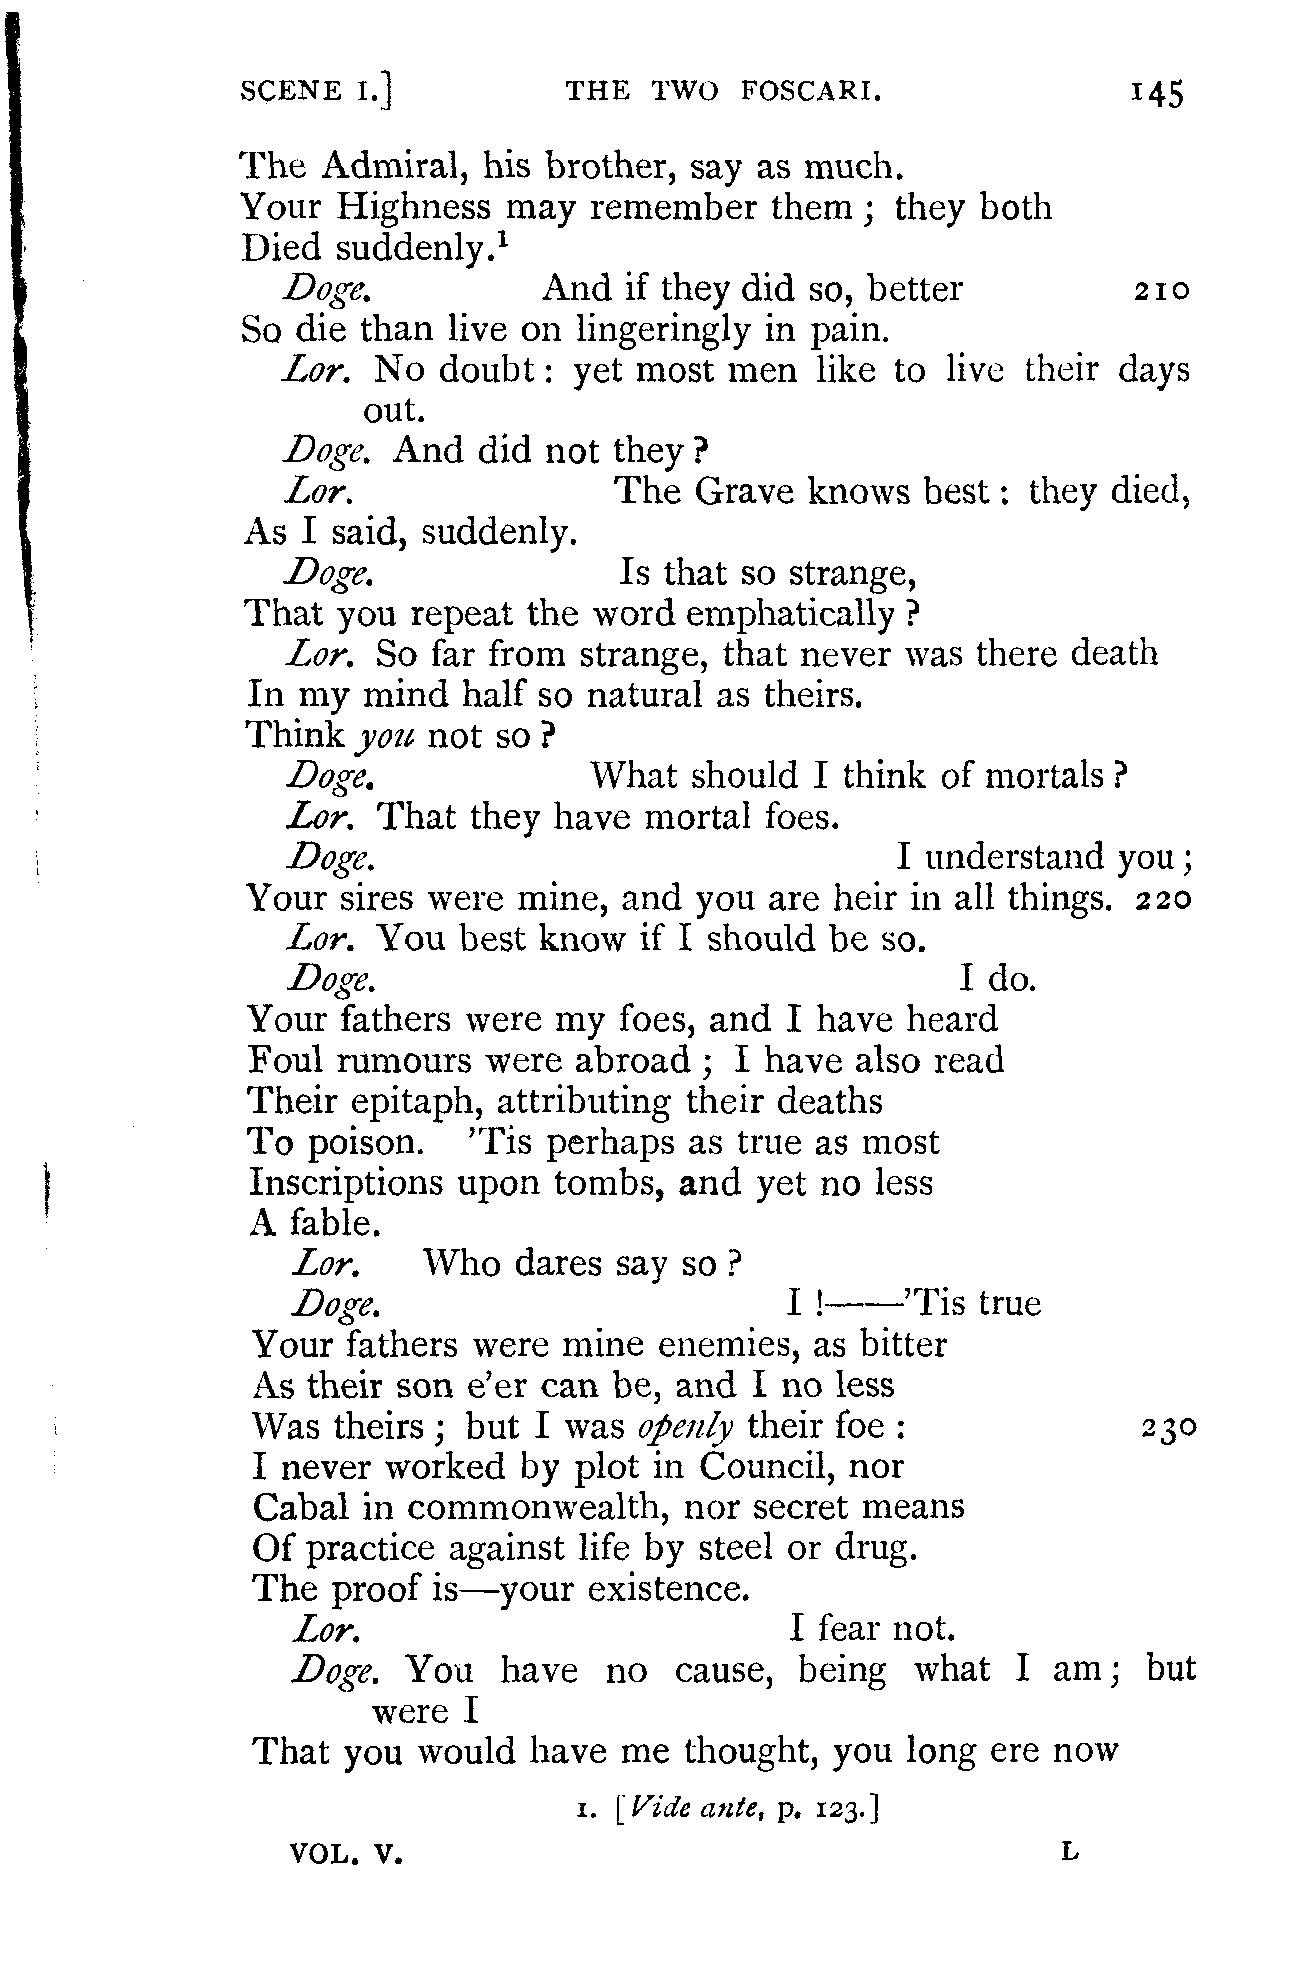 SCENE I.] THE TWO FOSCARI. 145
The Admiral, his brother, say as much.
Your Highness may remember them ; they both
Died suddenly.¹
Doge. And if they did so, better 210
So die than live on lingeringly in pain.
Lor. No doubt : yet most men like to live their days
out.
Doge. And did not they ?
Lor. The Grave knows best : they died,
As I said, suddenly.
Doge. Is that so strange,
That you repeat the word emphatically ?
Lor. So far from strange, that never was there death
In my mind half so natural as theirs.
Think you not so ?
Doge. What should I think of mortals ?
Lor. That they have mortal foes.
Doge. I understand you ;
Your sires were mine, and you are heir in all things. 220
Lor. You best know if I should be so.
Doge. I do.
Your fathers were my foes, and I have heard
Foul rumours were abroad ; I have also read
Their epitaph, attributing their deaths
To poison. 'Tis perhaps as true as most
Inscriptions upon tombs, and yet no less
A fable.
Lor. Who dares say so ?
Doge. I !——'Tis true
Your fathers were mine enemies, as bitter
As their son e'er can be, and I no less
Was theirs ; but I was openly their foe : 230
I never worked by plot in Council, nor
Cabal in commonwealth, nor secret means
Of practice against life by steel or drug.
The proof is—your existence.
Lor. I fear not.
Doge. You have no cause, being what I am ; but
were I
That you would have me thought, you long ere now
1. [Vide ante, p. 123.]
VOL. V. L